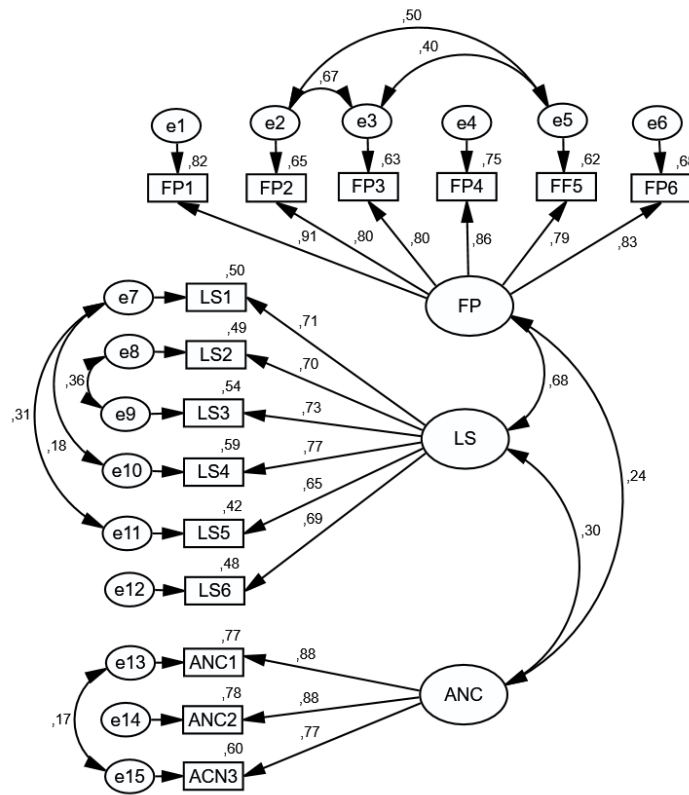 ,50
,40
,67
e1 e2 e3 e4 e5 e6
,82 ,65 ,63 ,75 ,62 ,68
FP1 FP2 FP3 FP4 FF5 FP6
,91 ,80 ,80 ,86 ,79 ,83
FP
,50
e7 LS1 ,71
,49
e8 LS2 ,70
,36 ,54 ,68
e9 LS3 ,73
,31 LS
,18 ,59
e10 LS4 ,77
,24
,42 ,65
e11 LS5
,30
,48 ,69
e12 LS6
,77
e13 ANC1 ,88
,78 ANC
e14 ANC2 ,88
,17 ,60 ,77
e15 ACN3